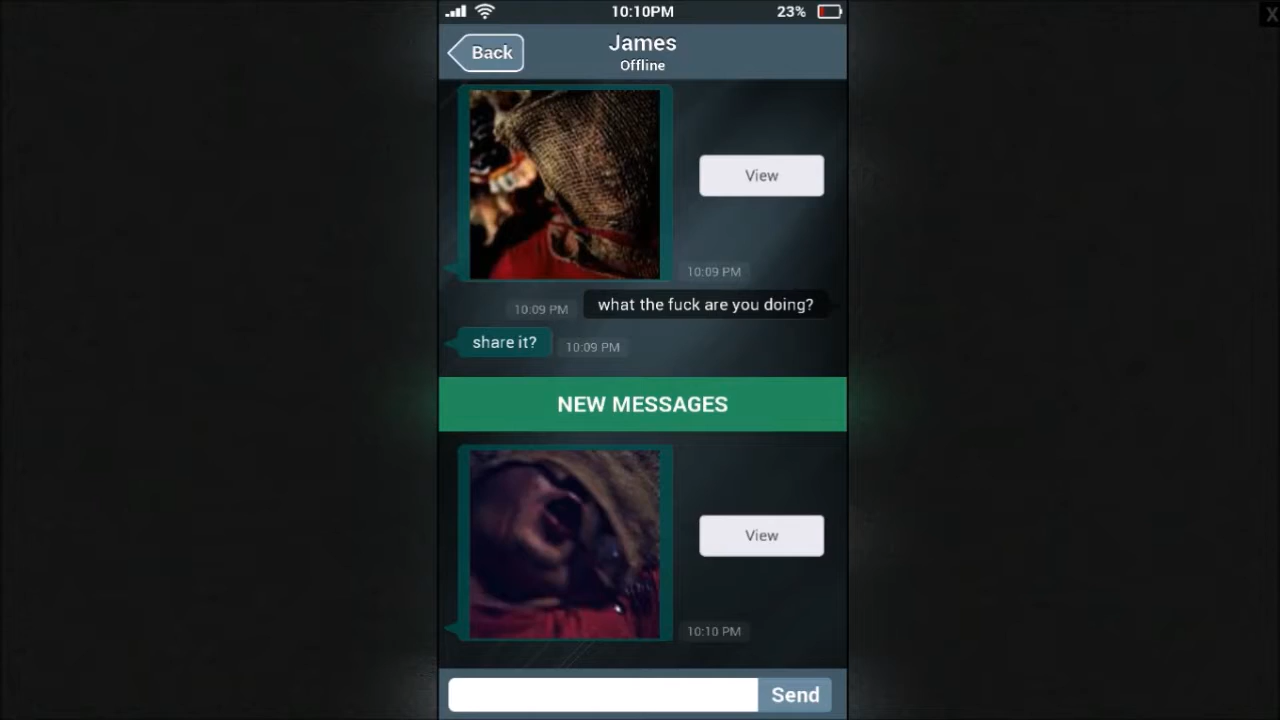 10:10PM
23%
X
Back
James
Offline
View
10:09 PM
10:09 PM
what the fuck are you doing?
share it?
10:09 PM
NEW MESSAGES
View
10:10 PM
Send